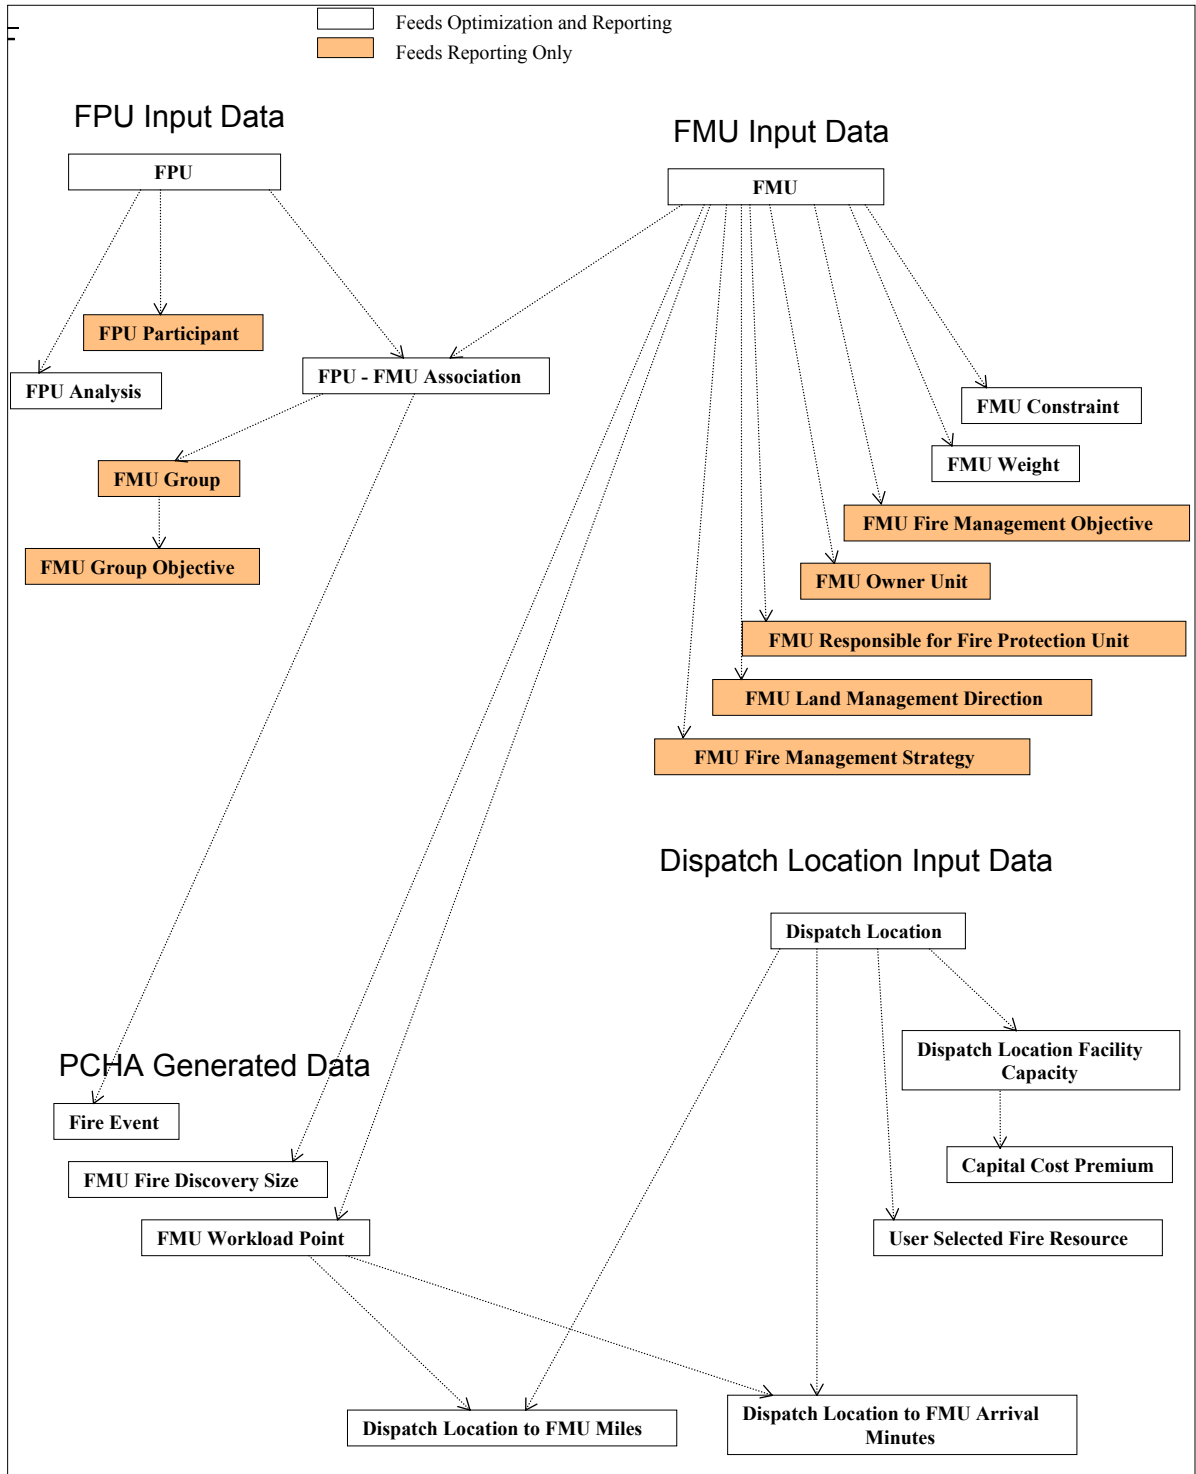 Feeds Optimization and Reporting
Feeds Reporting Only
FPU Input Data
FMU Input Data
FPU
FMU
FPU Participant
FPU Analysis
FPU - FMU Association
FMU Constraint
FMU Weight
FMU Group
FMU Fire Management Objective
FMU Group Objective
FMU Owner Unit
FMU Responsible for Fire Protection Unit
FMU Land Management Direction
FMU Fire Management Strategy
Dispatch Location Input Data
Dispatch Location
Dispatch Location Facility
Capacity
PCHA Generated Data
Fire Event
Capital Cost Premium
FMU Fire Discovery Size
FMU Workload Point
User Selected Fire Resource
Dispatch Location to FMU Miles
Dispatch Location to FMU Arrival
Minutes